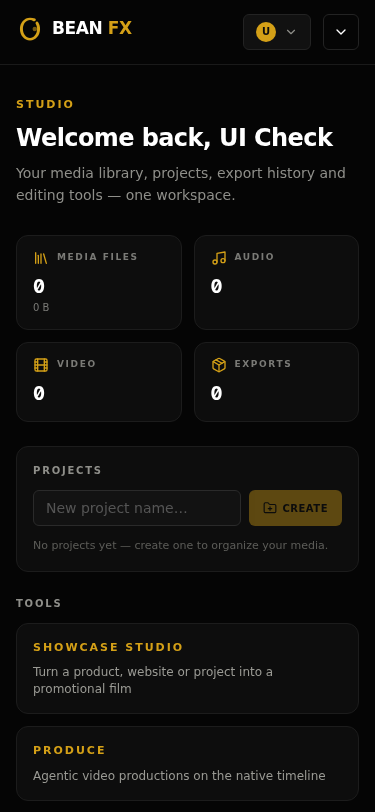 BEAN FX
U
STUDIO
Welcome back, UI Check
Your media library, projects, export history and
editing tools — one workspace.
MEDIA FILES
0
0 B
AUDIO
0
VIDEO
0
EXPORTS
0
PROJECTS
New project name...
CREATE
No projects yet — create one to organize your media.
TOOLS
SHOWCASE STUDIO
Turn a product, website or project into a
promotional film
PRODUCE
Agentic video productions on the native timeline